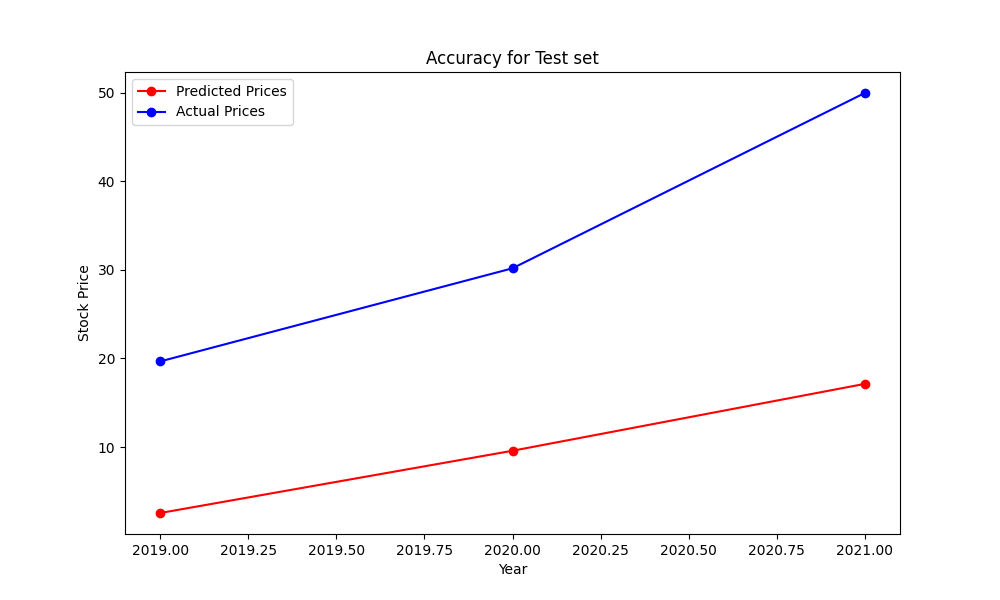 Accuracy for Test set
Predicted Prices
Actual Prices
50
40
30
20
10
Stock Price
2019.00 2019.25 2019.50 2019.75 2020.00 2020.25 2020.50 2020.75 2021.00
Year